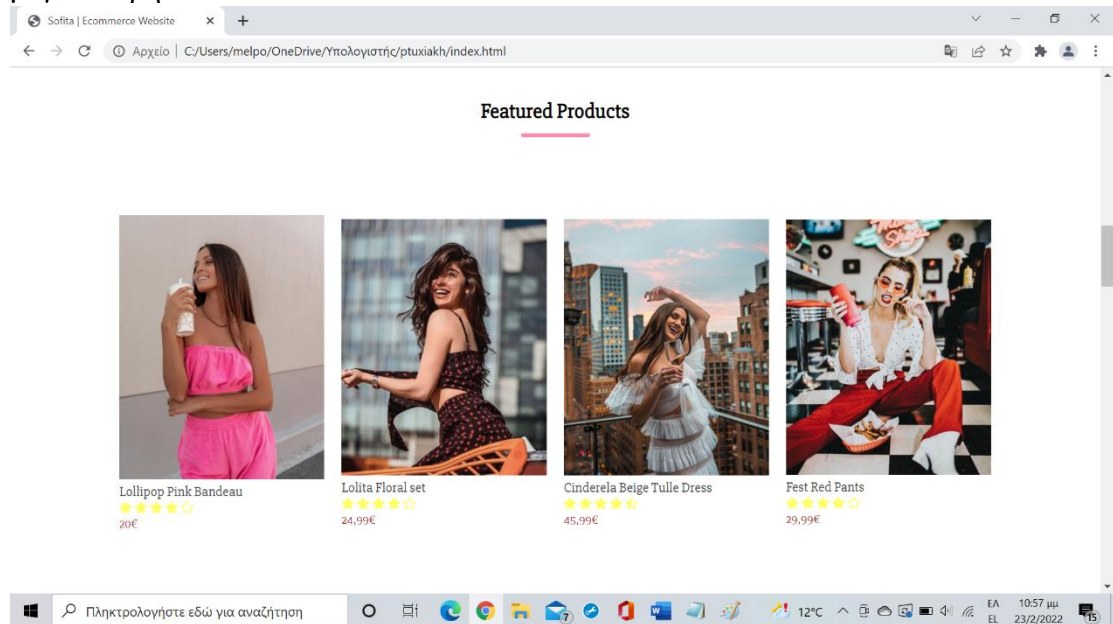 Sofita | Ecommerce Website
Αρχείο | C:/Users/melpo/OneDrive/Υπολογιστής/ptuxiakh/index.html
Featured Products
Lollipop Pink Bandeau
20€
Lolita Floral set
24,99€
Cinderela Beige Tulle Dress
45,99€
Fest Red Pants
29,99€
Πληκτρολογήστε εδώ για αναζήτηση
7
12°C
ΕΛ
EL
10:57 μμ
23/2/2022
15